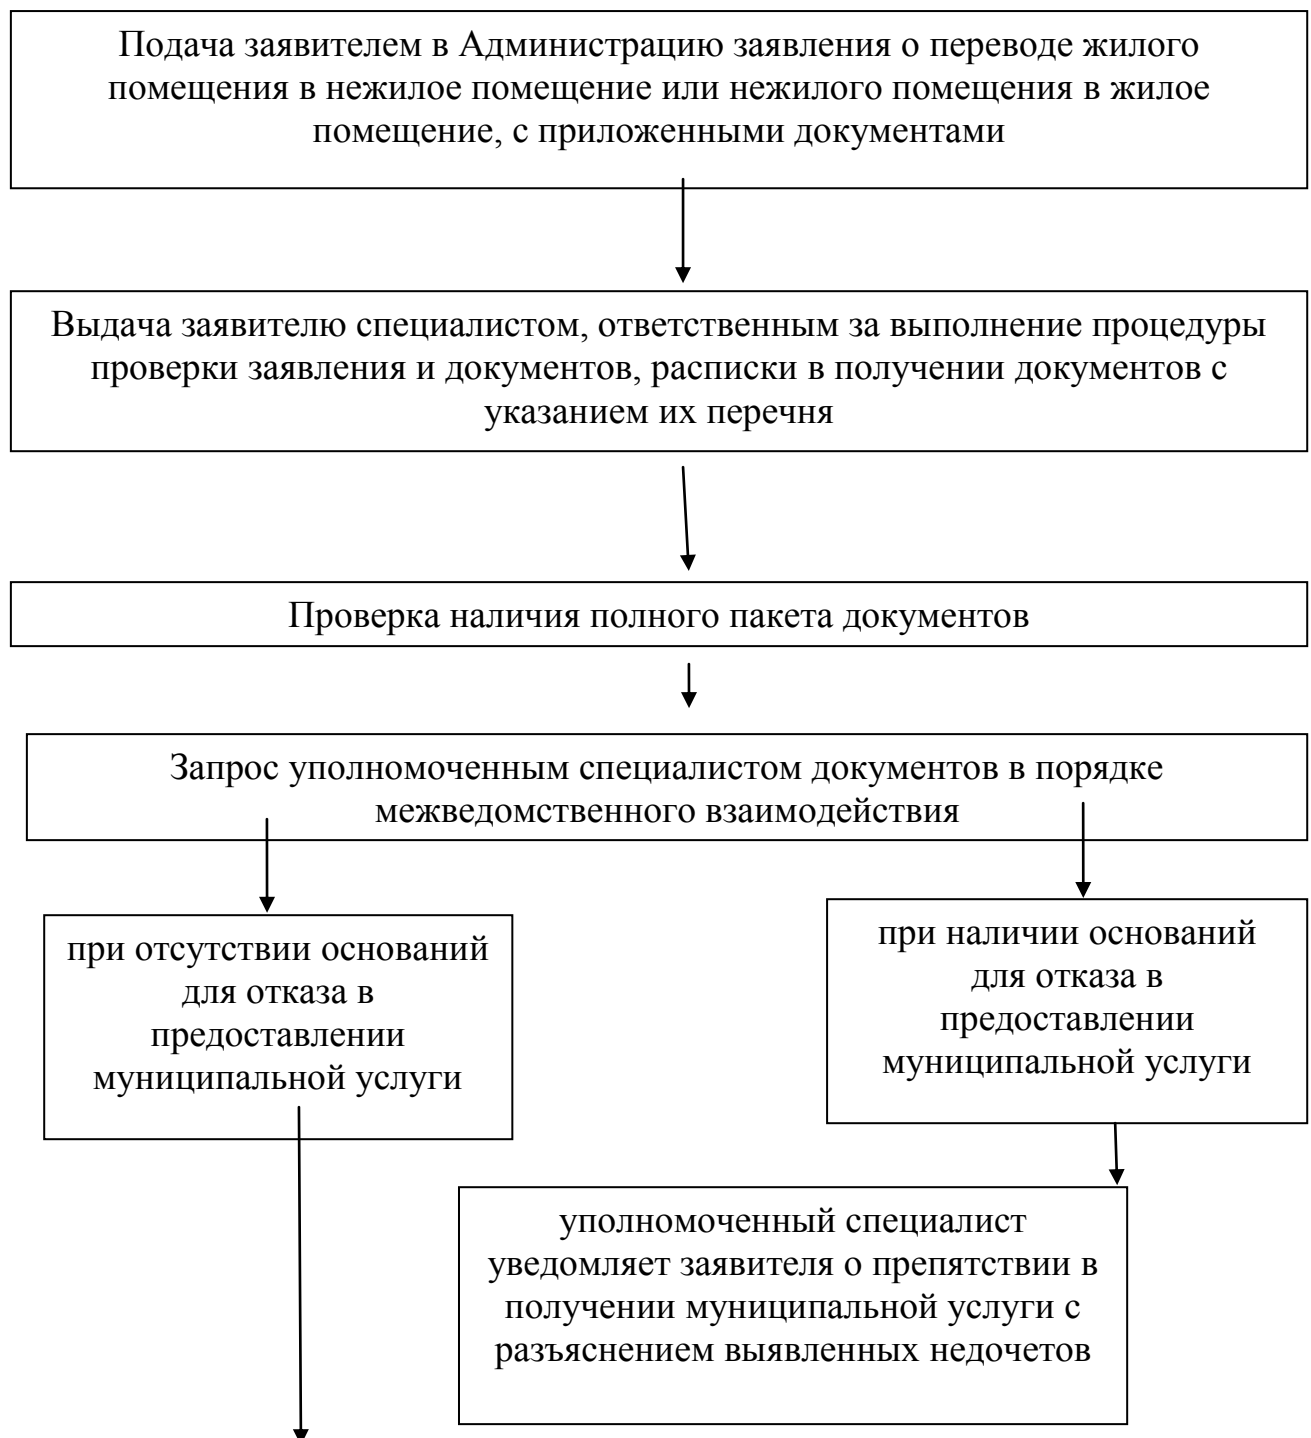 Подача заявителем в Администрацию заявления о переводе жилого
помещения в нежилое помещение или нежилого помещения в жилое
помещение, с приложенными документами
Выдача заявителю специалистом, ответственным за выполнение процедуры
проверки заявления и документов, расписки в получении документов с
указанием их перечня
Проверка наличия полного пакета документов
Запрос уполномоченным специалистом документов в порядке
межведомственного взаимодействия
при отсутствии оснований
для отказа в
предоставлении
муниципальной услуги
при наличии оснований
для отказа в
предоставлении
муниципальной услуги
уполномоченный специалист
уведомляет заявителя о препятствии в
получении муниципальной услуги с
разъяснением выявленных недочетов